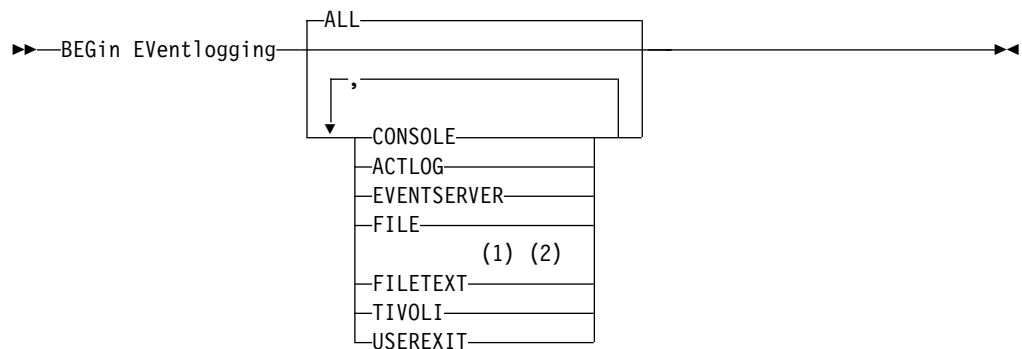 ALL
BEGin EVentlogging
,
CONSOLE
ACTLOG
EVENTSERVER
FILE
(1) (2)
FILETEXT
TIVOLI
USEREXIT